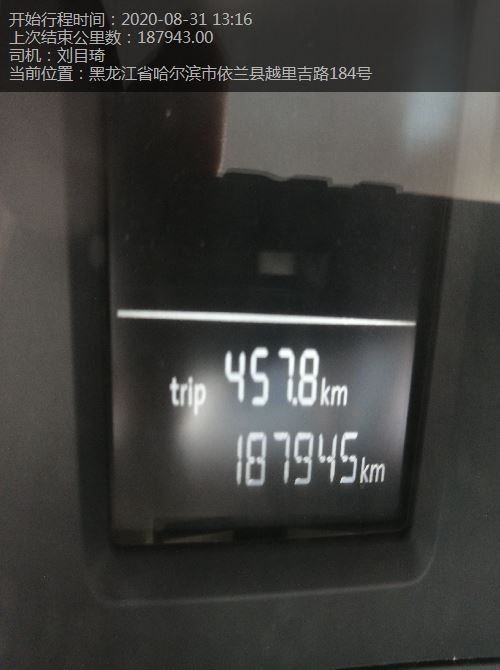 开始行程时间：2020-08-31 13:16
上次结束公里数：187943.00
司机：刘目琦
当前位置：黑龙江省哈尔滨市依兰县越里吉路184号
trip 457.8km
187945km